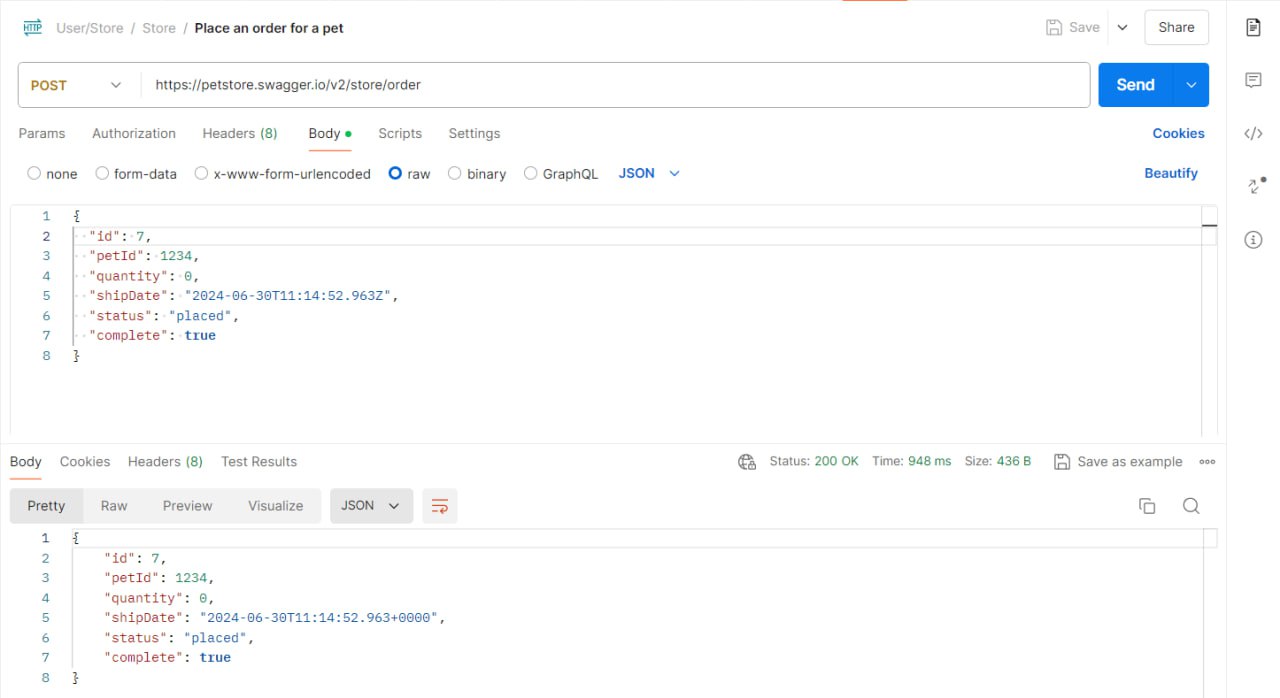 HTTP User/Store / Store / Place an order for a pet Save Share
POST https://petstore.swagger.io/v2/store/order Send
Params Authorization Headers (8) Body Scripts Settings Cookies
none form-data x-www-form-urlencoded raw binary GraphQL JSON Beautify
1 {
2 "id": 7,
3 "petId": 1234,
4 "quantity": 0,
5 "shipDate": "2024-06-30T11:14:52.963Z",
6 "status": "placed",
7 "complete": true
8 }
Body Cookies Headers (8) Test Results Status: 200 OK Time: 948 ms Size: 436 B Save as example
Pretty Raw Preview Visualize JSON
1 {
2 "id": 7,
3 "petId": 1234,
4 "quantity": 0,
5 "shipDate": "2024-06-30T11:14:52.963+0000",
6 "status": "placed",
7 "complete": true
8 }